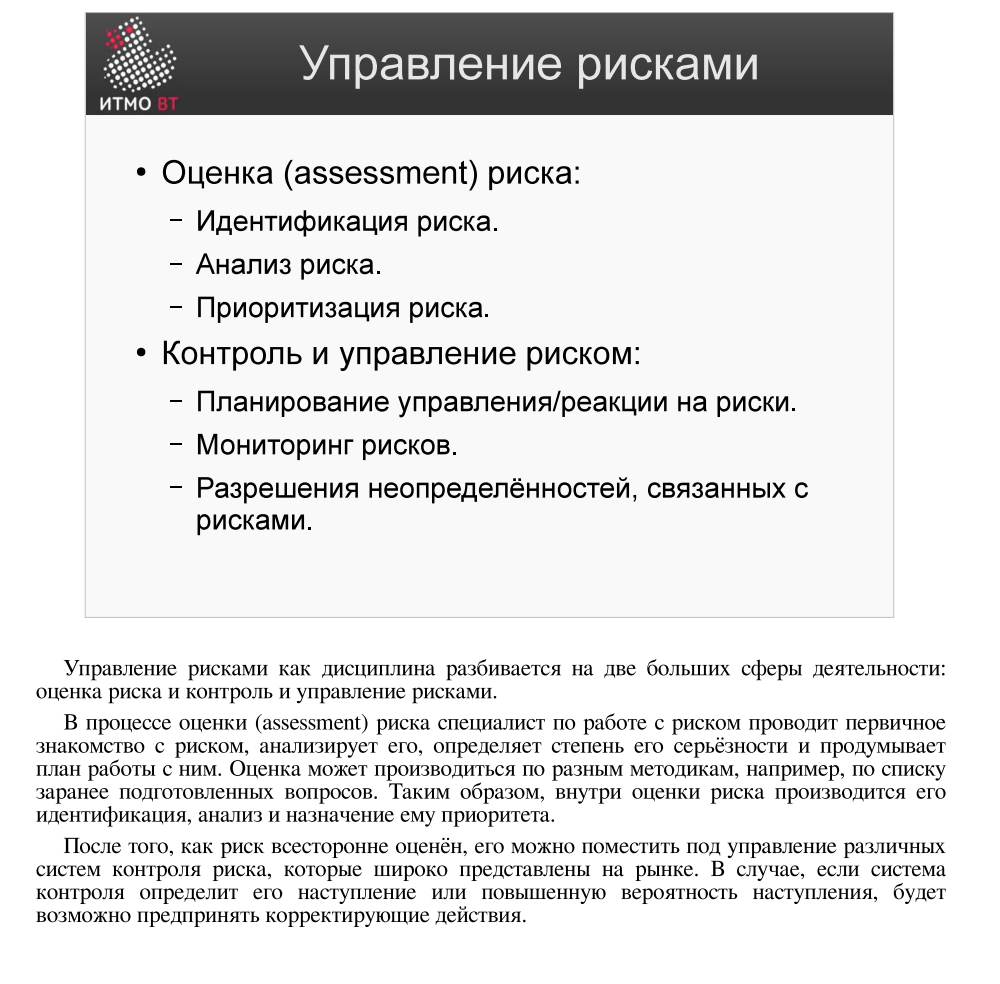 ИТМО ВТ
Управление рисками
• Оценка (assessment) риска:
– Идентификация риска.
– Анализ риска.
– Приоритизация риска.
• Контроль и управление риском:
– Планирование управления/реакции на риски.
– Мониторинг рисков.
– Разрешения неопределённостей, связанных с
рисками.
Управление рисками как дисциплина разбивается на две больших сферы деятельности:
оценка риска и контроль и управление рисками.
В процессе оценки (assessment) риска специалист по работе с риском проводит первичное
знакомство с риском, анализирует его, определяет степень его серьёзности и продумывает
план работы с ним. Оценка может производиться по разным методикам, например, по списку
заранее подготовленных вопросов. Таким образом, внутри оценки риска производится его
идентификация, анализ и назначение ему приоритета.
После того, как риск всесторонне оценён, его можно поместить под управление различных
систем контроля риска, которые широко представлены на рынке. В случае, если система
контроля определит его наступление или повышенную вероятность наступления, будет
возможно предпринять корректирующие действия.